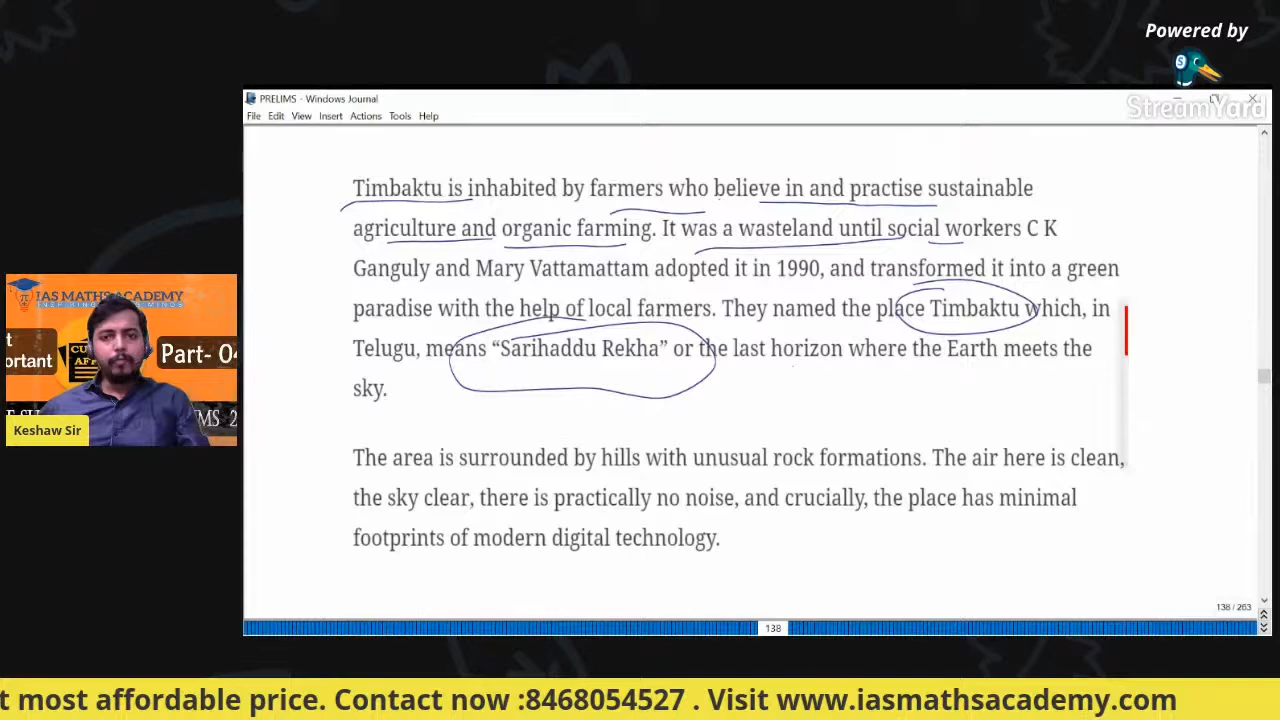 Powered by
StreamYard
PRELIMS - Windows Journal
File Edit View Insert Actions Tools Help
Timbaktu is inhabited by farmers who believe in and practise sustainable
agriculture and organic farming. It was a wasteland until social workers C K
Ganguly and Mary Vattamattam adopted it in 1990, and transformed it into a green
paradise with the help of local farmers. They named the place Timbaktu which, in
Telugu, means “Sarihaddu Rekha” or the last horizon where the Earth meets the
sky.
The area is surrounded by hills with unusual rock formations. The air here is clean,
the sky clear, there is practically no noise, and crucially, the place has minimal
footprints of modern digital technology.
138 / 263
138
IAS MATHS ACADEMY
Part- 04
Keshaw Sir
t most affordable price. Contact now :8468054527 . Visit www.iasmathsacademy.com